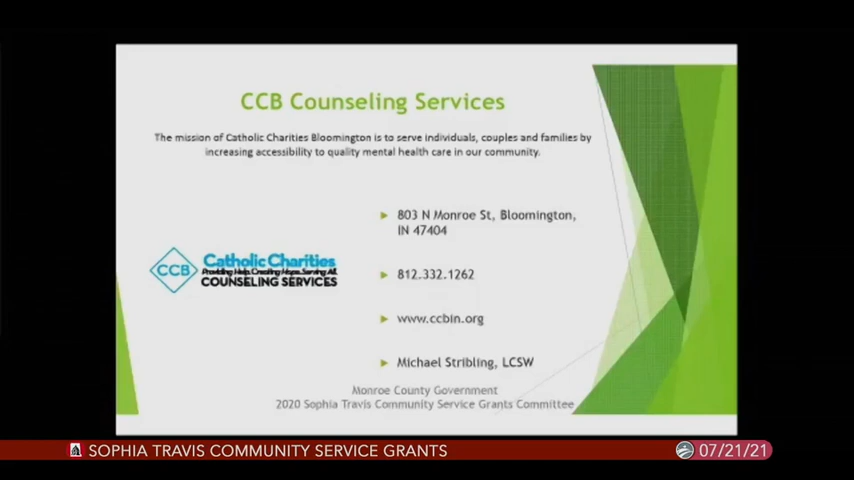 CCB Counseling Services
The mission of Catholic Charities Bloomington is to serve individuals, couples and families by
increasing accessibility to quality mental health care in our community.
803 N Monroe St, Bloomington,
IN 47404
CCB
Catholic Charities
Providing Help. Creating Hope. Serving All.
COUNSELING SERVICES
812.332.1262
www.ccbin.org
Michael Stribling, LCSW
Monroe County Government
2020 Sophia Travis Community Service Grants Committee
SOPHIA TRAVIS COMMUNITY SERVICE GRANTS
07/21/21